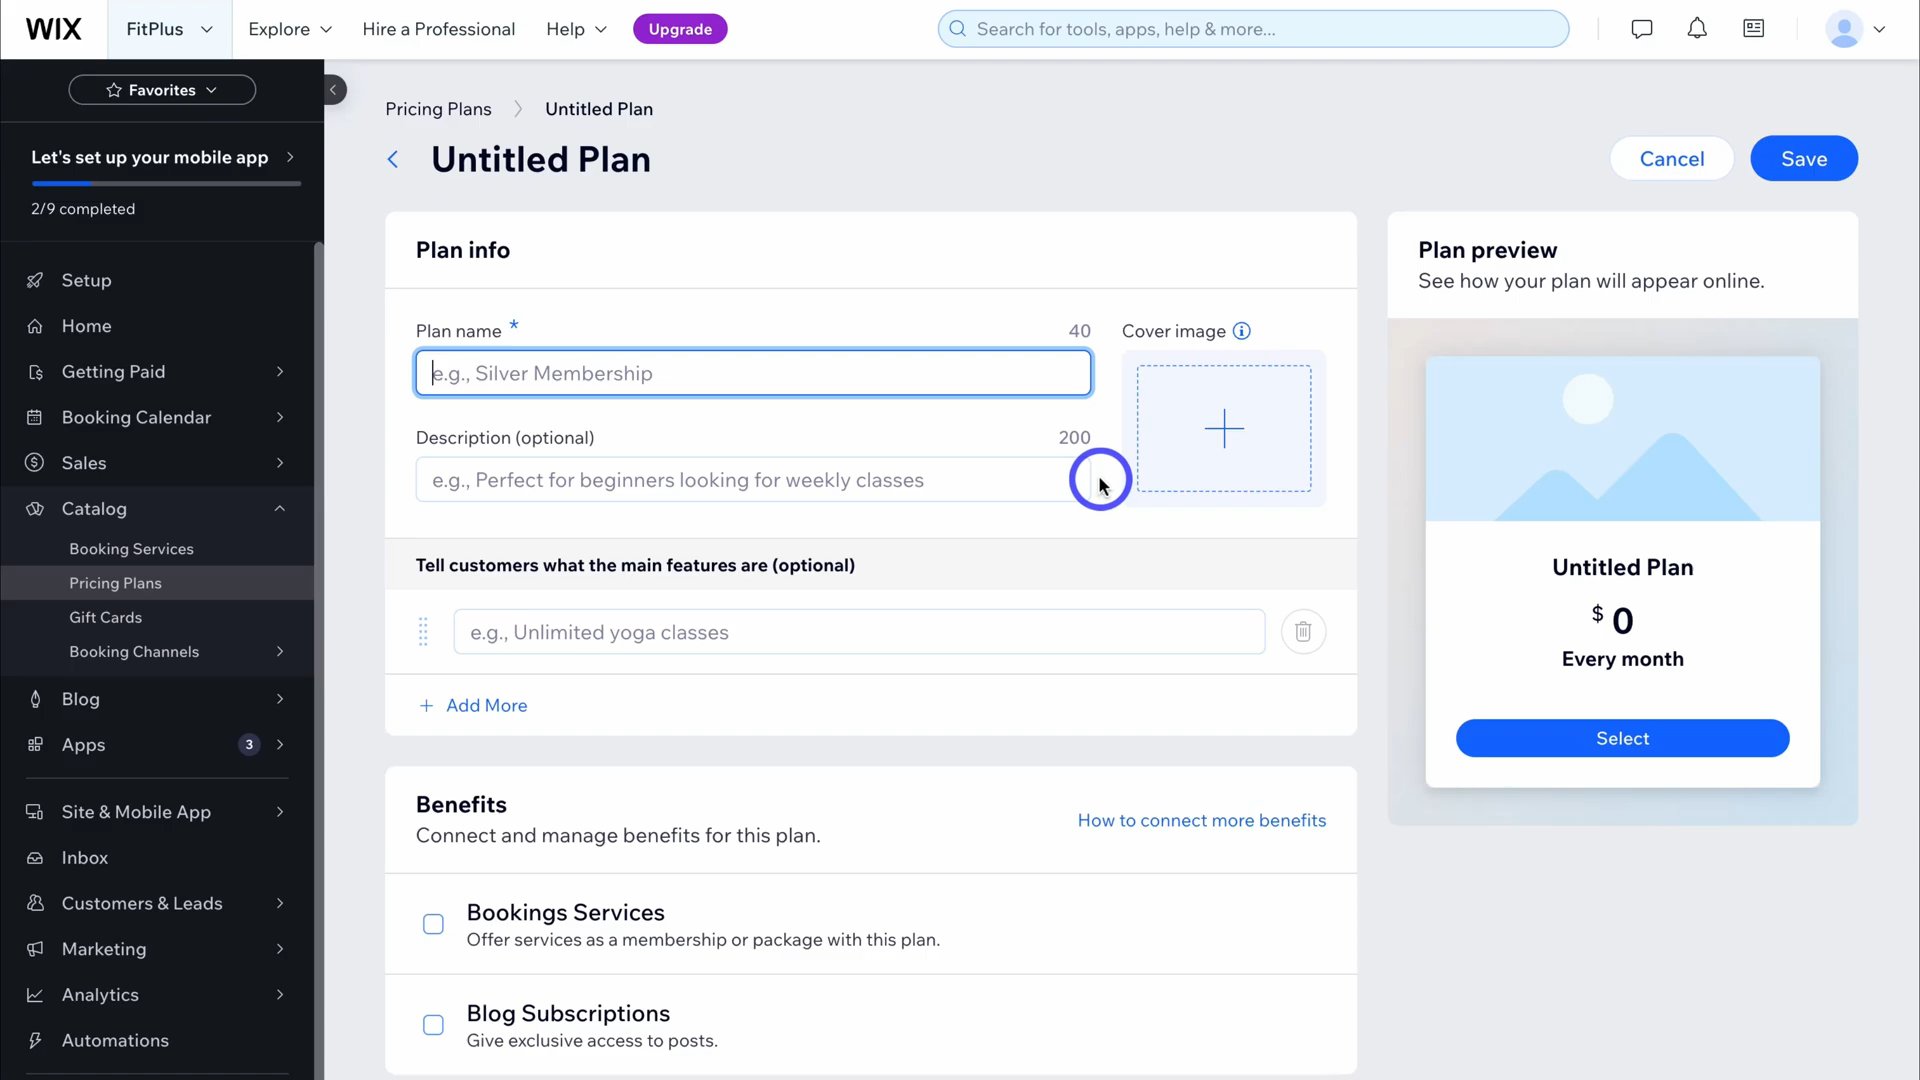 WIX
FitPlus
Explore
Hire a Professional
Help
Upgrade
Search for tools, apps, help & more...
Favorites
Let's set up your mobile app
2/9 completed
Setup
Home
Getting Paid
Booking Calendar
Sales
Catalog
Booking Services
Pricing Plans
Gift Cards
Booking Channels
Blog
Apps
3
Site & Mobile App
Inbox
Customers & Leads
Marketing
Analytics
Automations
Pricing Plans
Untitled Plan
Untitled Plan
Cancel
Save
Plan info
Plan name *
40
e.g., Silver Membership
Description (optional)
200
e.g., Perfect for beginners looking for weekly classes
Cover image
Tell customers what the main features are (optional)
e.g., Unlimited yoga classes
+ Add More
Benefits
Connect and manage benefits for this plan.
How to connect more benefits
Bookings Services
Offer services as a membership or package with this plan.
Blog Subscriptions
Give exclusive access to posts.
Plan preview
See how your plan will appear online.
Untitled Plan
$ 0
Every month
Select